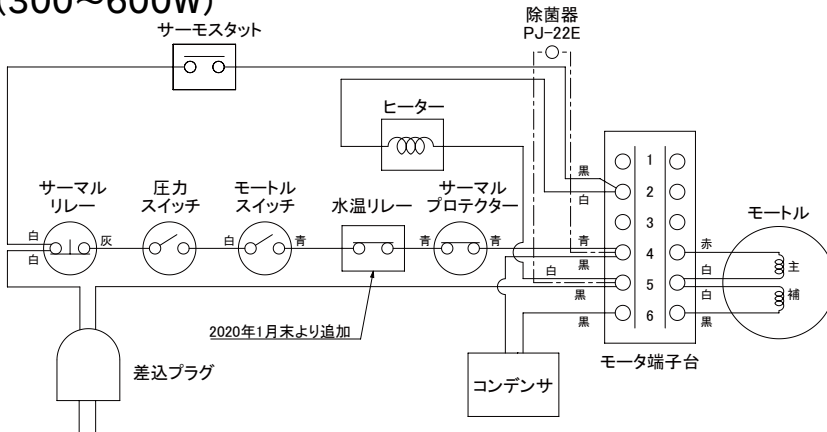 (300～600W)
サーモスタット
除菌器
PJ-22E
ヒーター
サーマル
リレー
圧力
スイッチ
モートル
スイッチ
水温リレー
サーマル
プロテクター
モートル
1
2
3
4
5
6
黒
白
白
白
灰
白
青
青
青
青
黒
白
黒
黒
赤
白
白
黒
主
補
2020年1月末より追加
差込プラグ
コンデンサ
モータ端子台